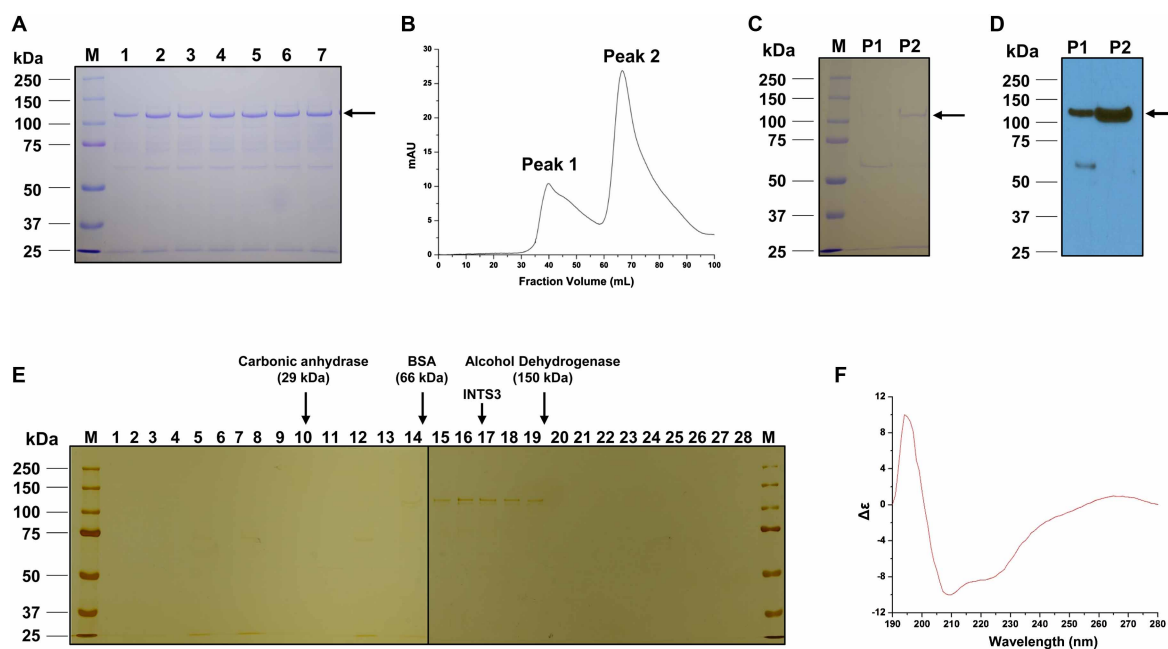 A
kDa
M 1 2 3 4 5 6 7
250
150
100
75
50
37
25
B
30
25
20
15
10
5
0
mAU
Peak 1
Peak 2
0 10 20 30 40 50 60 70 80 90 100
Fraction Volume (mL)
C
kDa
M P1 P2
250
150
100
75
50
37
25
D
kDa
P1 P2
250
150
100
75
50
37
25
E
Carbonic anhydrase
(29 kDa)
BSA
(66 kDa)
Alcohol Dehydrogenase
(150 kDa)
INTS3
kDa
M 1 2 3 4 5 6 7 8 9 10 11 12 13 14 15 16 17 18 19 20 21 22 23 24 25 26 27 28 M
250
150
100
75
50
37
25
F
12
8
4
0
-4
-8
-12
Δε
190 200 210 220 230 240 250 260 270 280
Wavelength (nm)